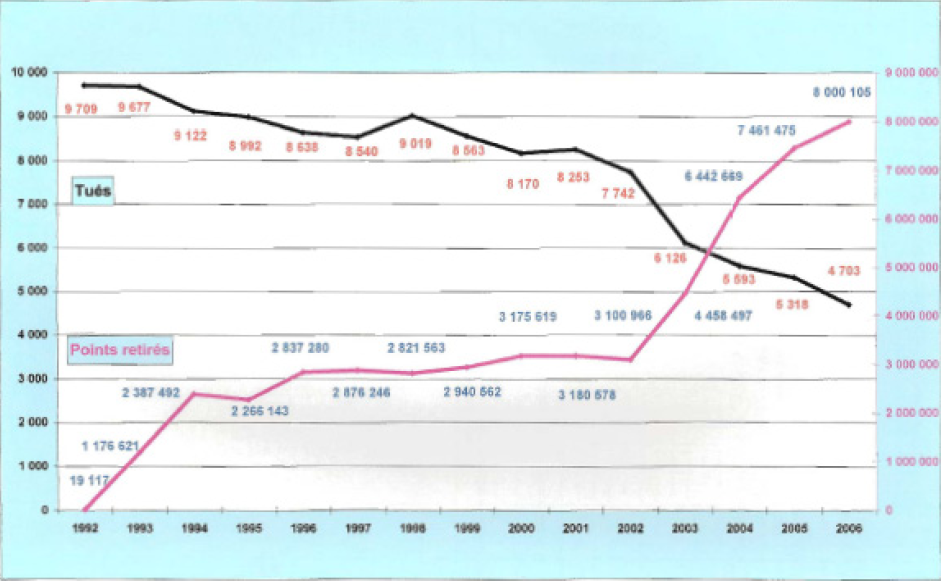 10 000
9 000 000
8 000 105
9 709
9 677
9 000
9 122
8 992
8 638
8 540
9 019
8 563
7 461 475
8 000 000
8 000
8 170
8 253
7 742
6 442 669
7 000 000
Tués
7 000
6 000 000
6 000
6 126
5 593
4 703
5 000 000
5 000
5 318
4 000
3 175 619
3 100 966
4 458 497
4 000 000
Points retirés
2 837 280
2 821 563
3 000
2 387 492
2 876 246
2 940 562
3 180 578
3 000 000
2 266 143
2 000
2 000 000
1 176 621
1 000
1 000 000
19 117
0
0
1992 1993 1994 1995 1996 1997 1998 1999 2000 2001 2002 2003 2004 2005 2006